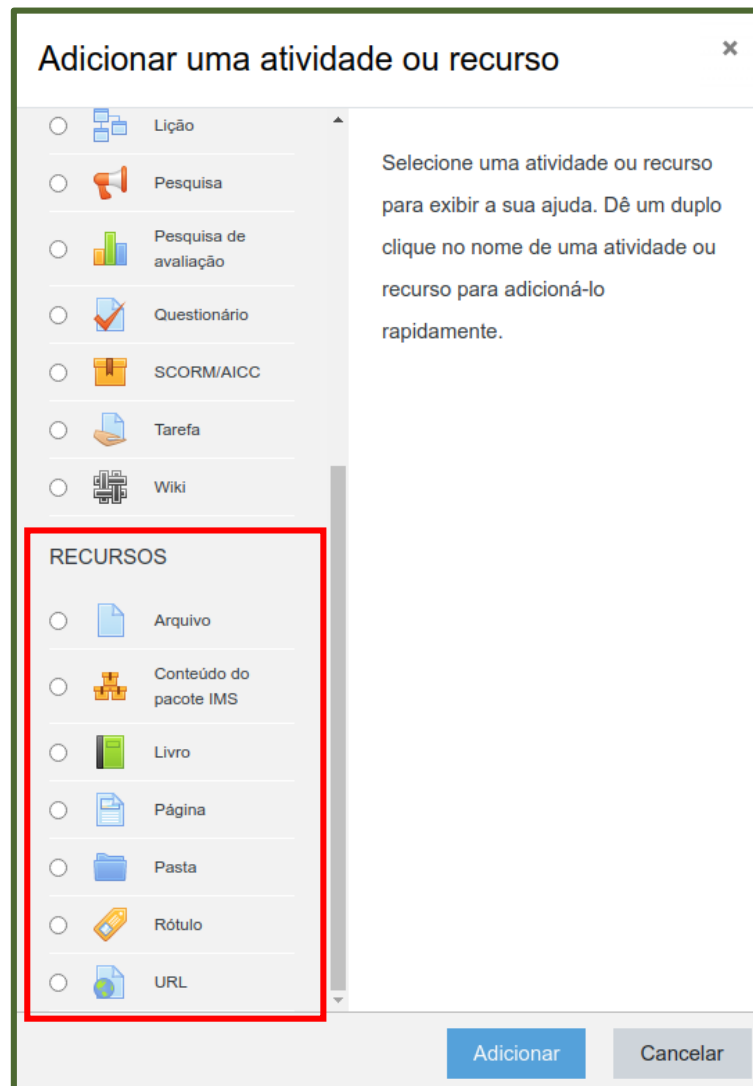 Adicionar uma atividade ou recurso
×
Lição
Pesquisa
Pesquisa de
avaliação
Questionário
SCORM/AICC
Tarefa
Wiki
RECURSOS
Arquivo
Conteúdo do
pacote IMS
Livro
Página
Pasta
Rótulo
URL
Selecione uma atividade ou recurso
para exibir a sua ajuda. Dê um duplo
clique no nome de uma atividade ou
recurso para adicioná-lo
rapidamente.
Adicionar
Cancelar